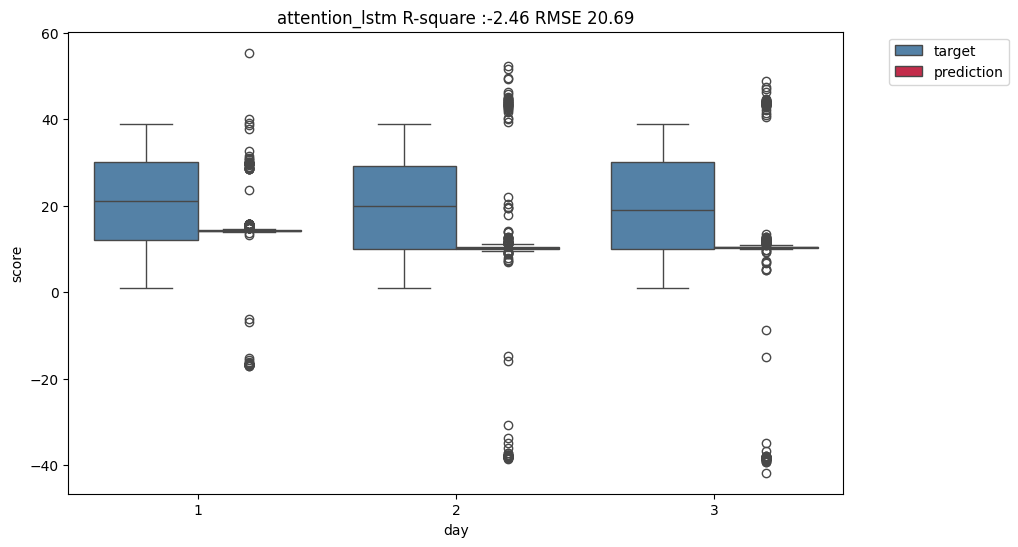 attention_lstm R-square :-2.46 RMSE 20.69
target
prediction
60
40
20
0
−20
−40
score
1
2
3
day